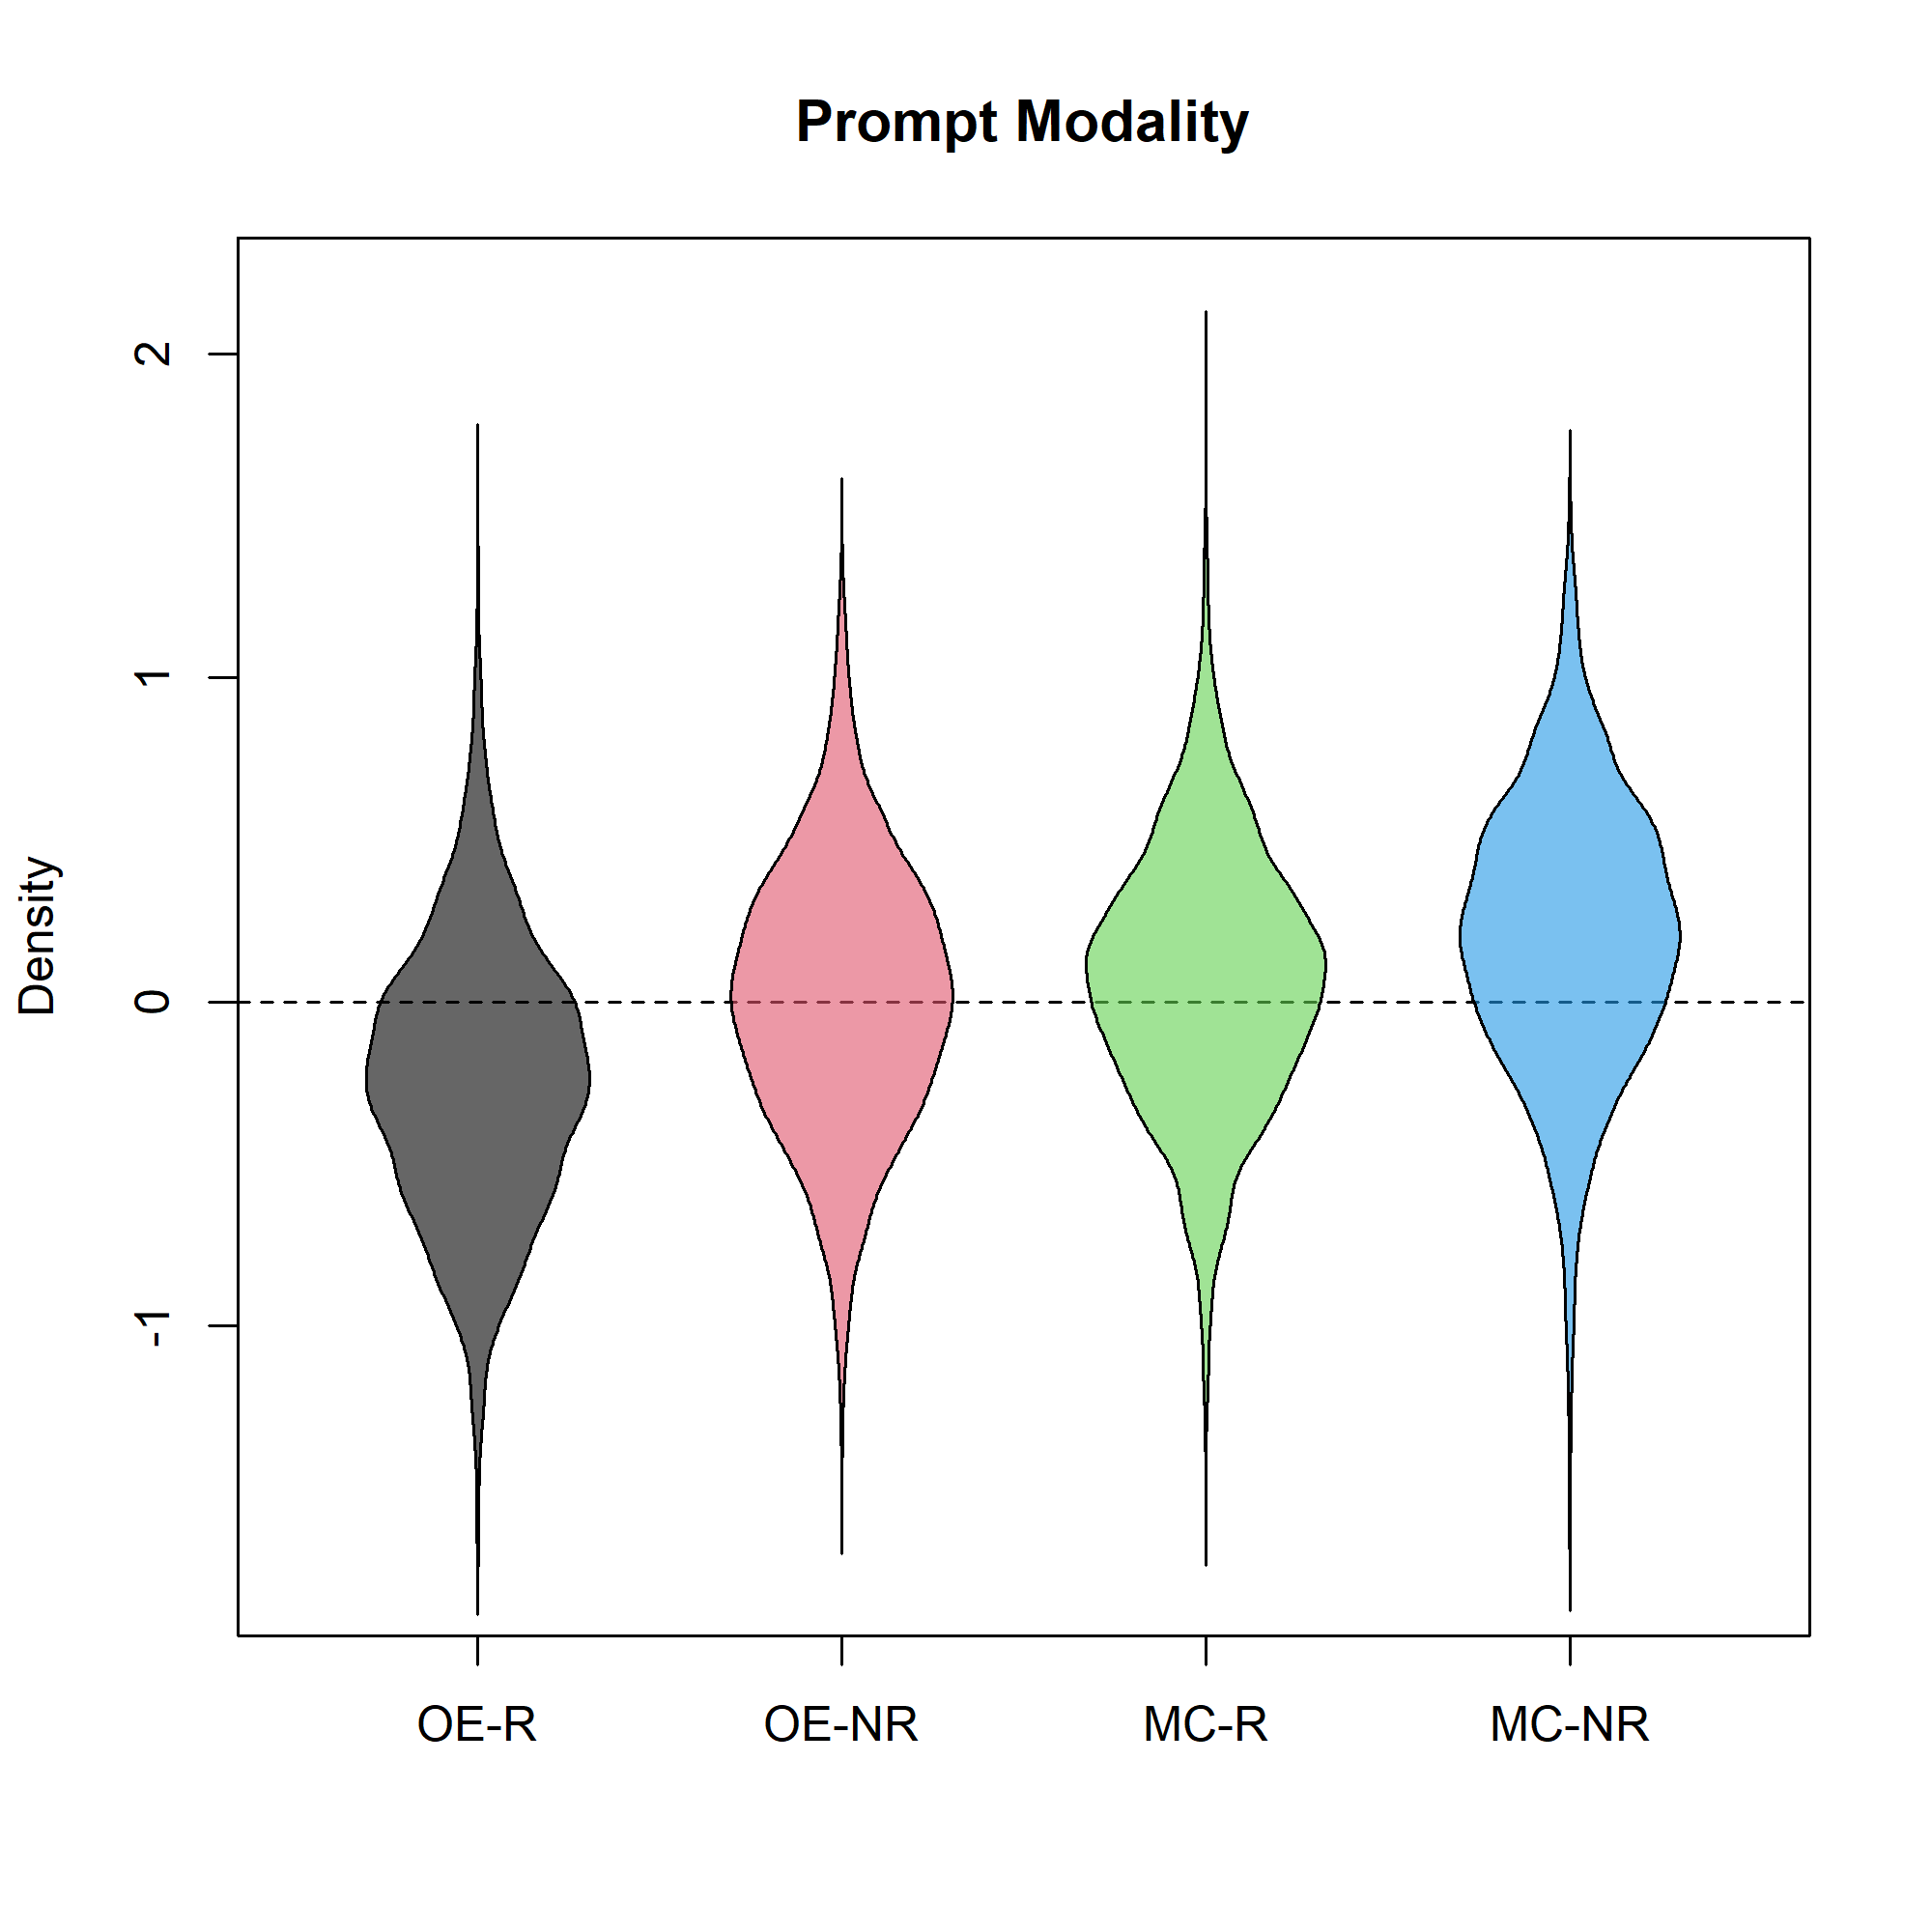 Prompt Modality
Density
2
1
0
-1
OE-R
OE-NR
MC-R
MC-NR